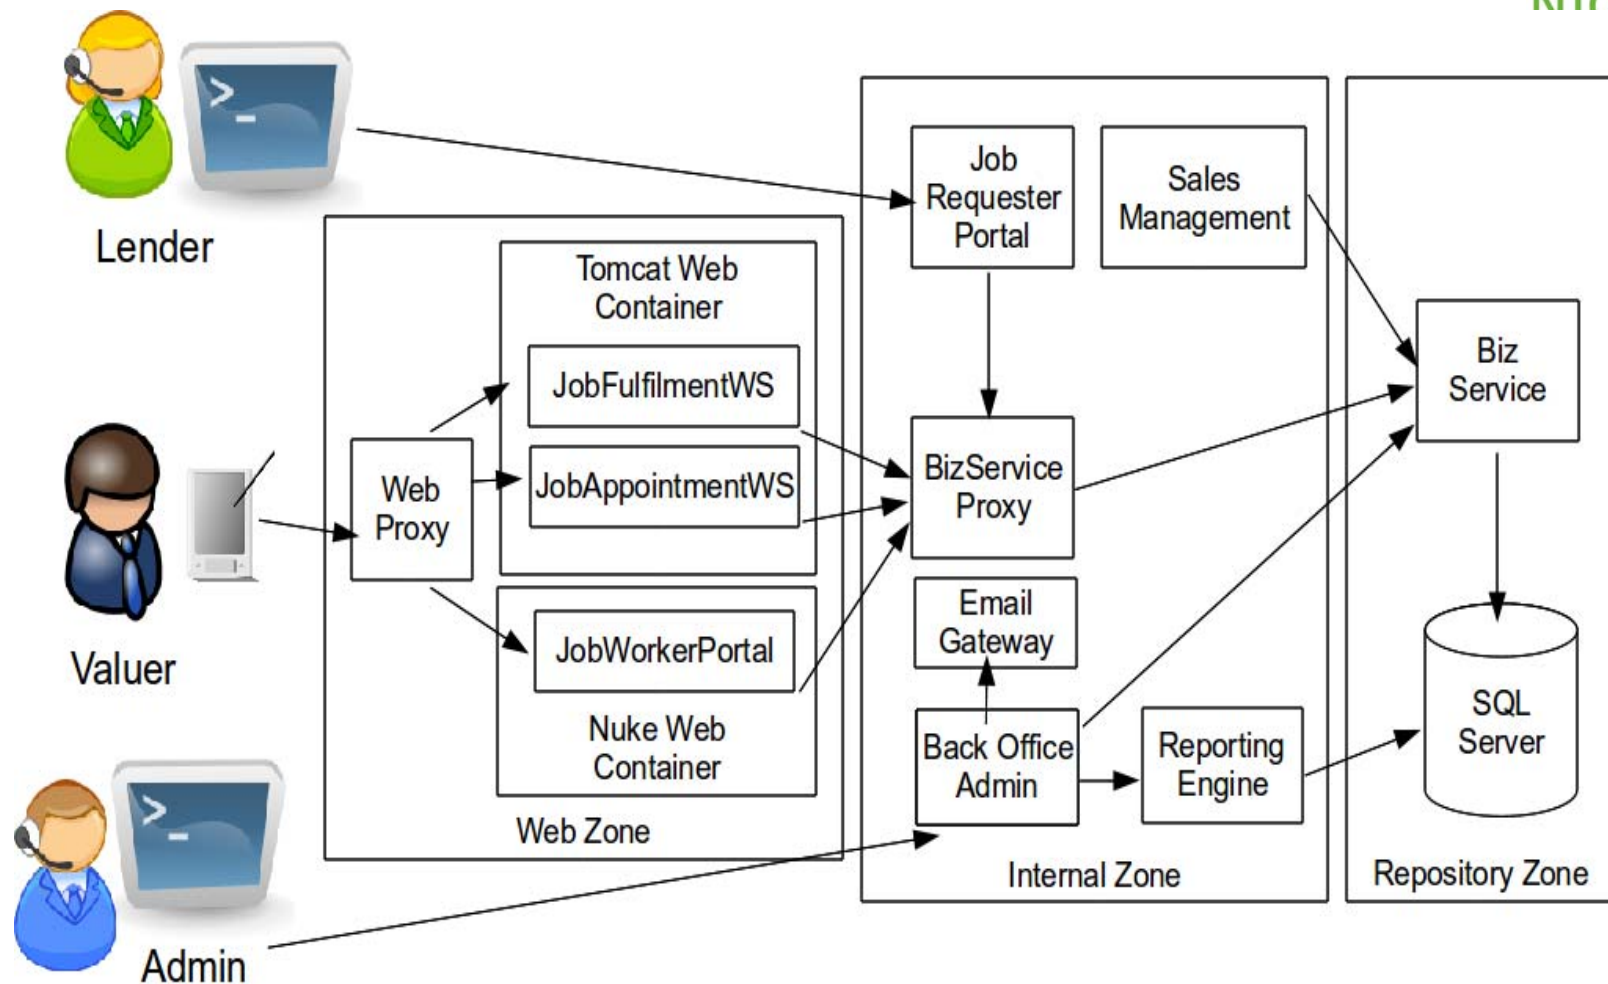 Lender
Valuer
Admin
Tomcat Web
Container
JobFulfilmentWS
JobAppointmentWS
Web
Proxy
JobWorkerPortal
Nuke Web
Container
Web Zone
Job
Requester
Portal
Sales
Management
BizService
Proxy
Email
Gateway
Back Office
Admin
Reporting
Engine
Internal Zone
Biz
Service
SQL
Server
Repository Zone
>_
>_